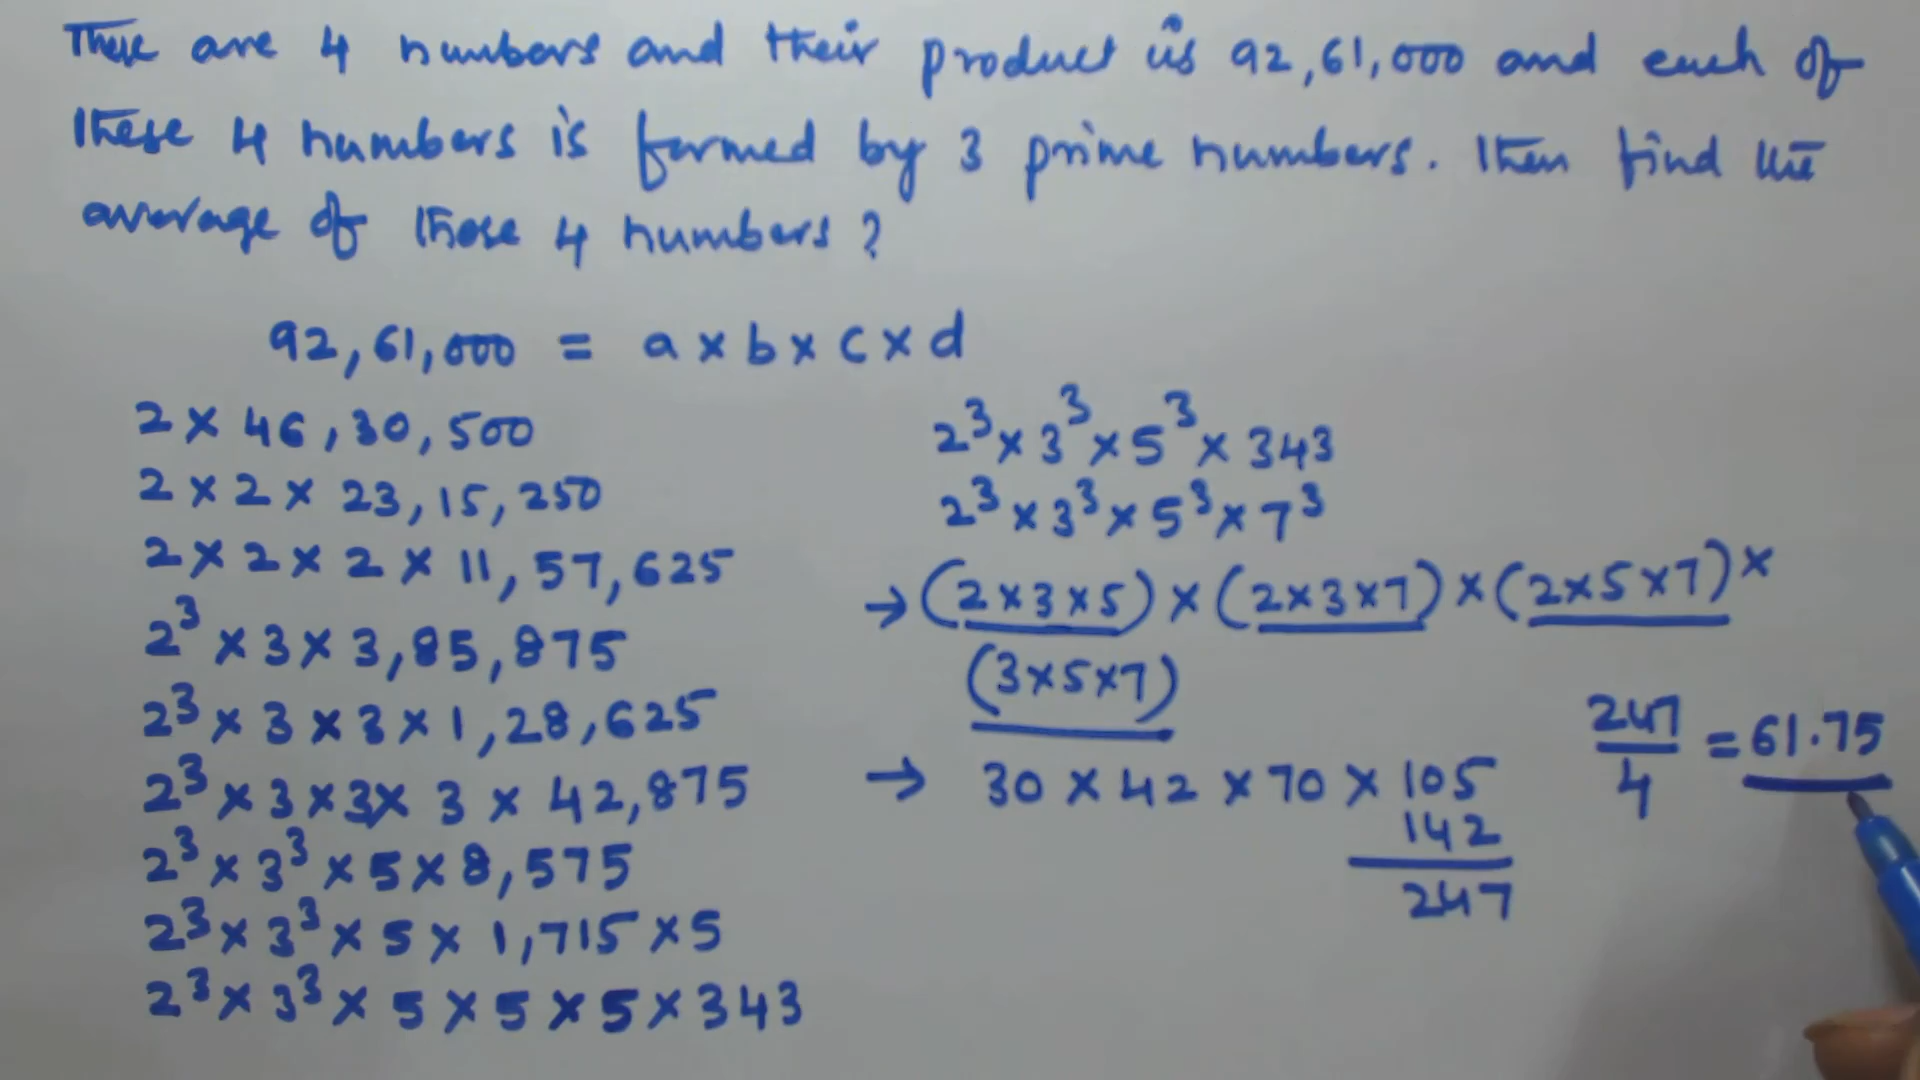 These are 4 numbers and their product is 92,61,000 and each of
these 4 numbers is formed by 3 prime numbers. Then find the
average of those 4 numbers?
92,61,000 = a × b × c × d
2 × 46,30,500
2 × 2 × 23,15,250
2 × 2 × 2 × 11,57,625
2³ × 3 × 3,85,875
2³ × 3 × 3 × 1,28,625
2³ × 3 × 3 × 3 × 42,875
2³ × 3³ × 5 × 8,575
2³ × 3³ × 5 × 1,715 × 5
2³ × 3³ × 5 × 5 × 5 × 343
2³ × 3³ × 5³ × 343
2³ × 3³ × 5³ × 7³
→ (2×3×5) × (2×3×7) × (2×5×7) ×
(3×5×7)
→ 30 × 42 × 70 × 105
142
247
247/4 = 61.75